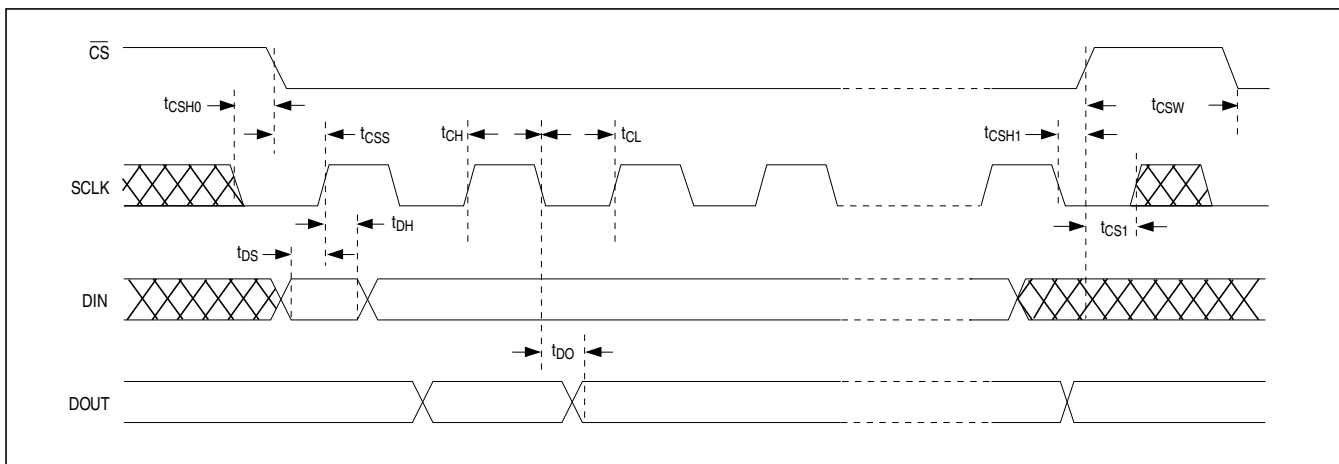 CS
tCSH0
tCSS
tCH
tCL
tCSH1
tCSW
SCLK
tDH
tCS1
tDS
DIN
tDO
DOUT